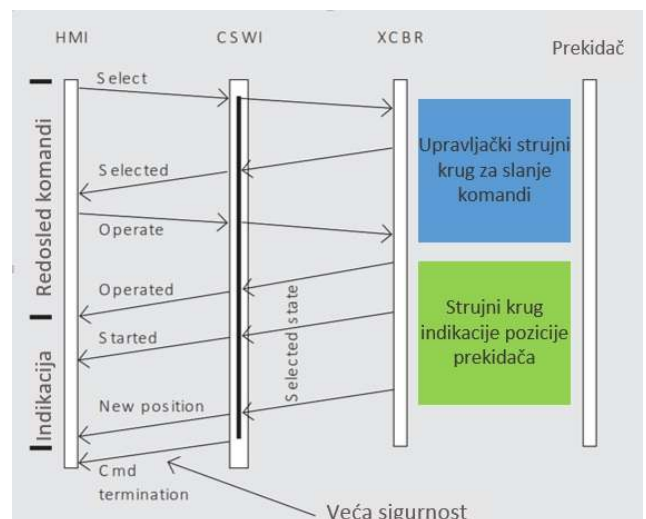 HMI
CSWI
XCBR
Prekidač
Select
Upravljački strujni
krug za slanje
komandi
Selected
Operate
Redosled komandi
Operated
Started
Selected state
Strujni krug
indikacije pozicije
prekidača
Indikacija
New position
Cmd
termination
Veća sigurnost